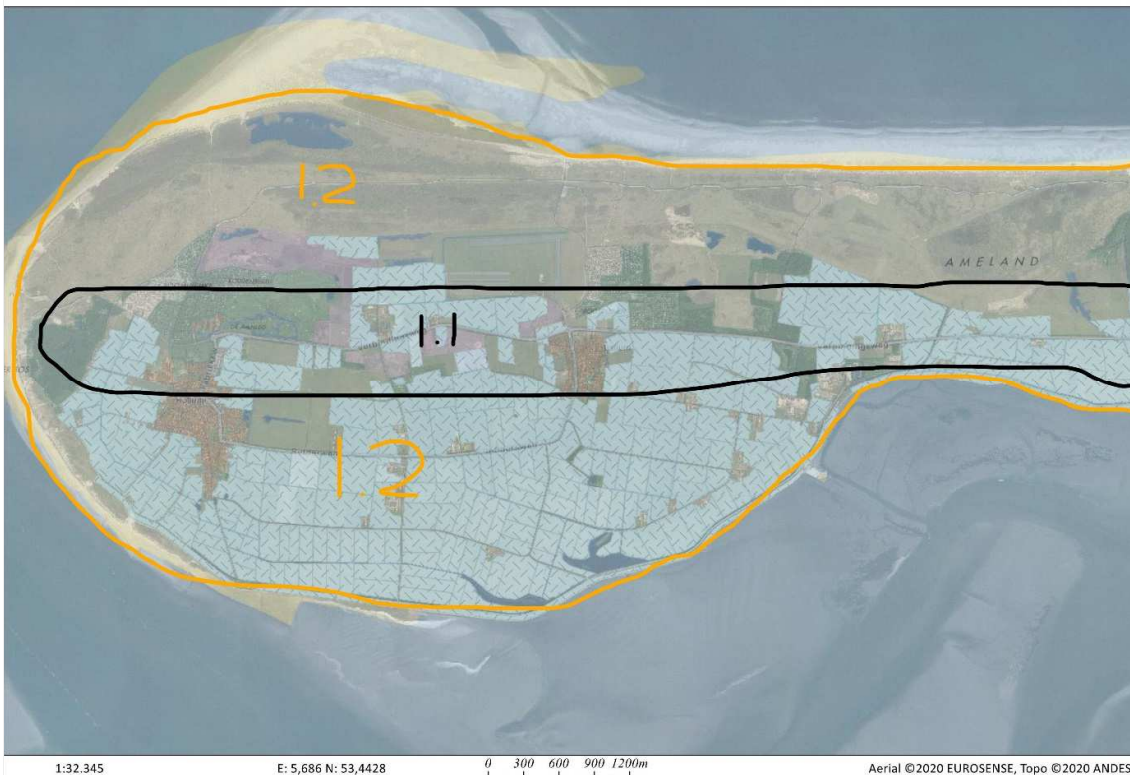 1.2
AMELAND
1.1
1.2
1:32.345
E: 5,686 N: 53,4428
0 300 600 900 1200m
Aerial ©2020 EUROSENSE, Topo ©2020 ANDES